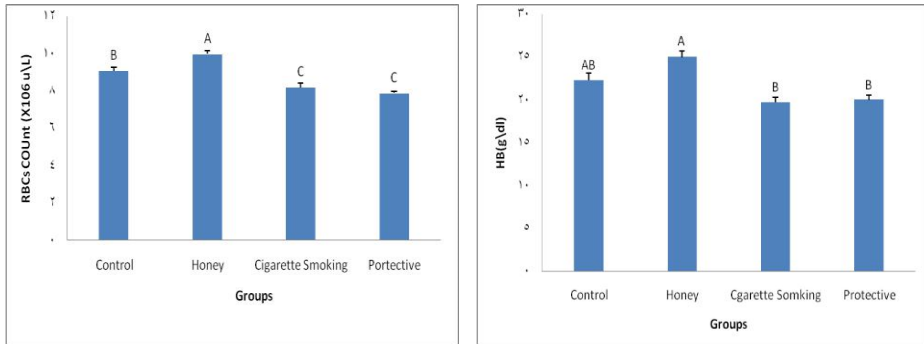 RBCs COUnt (X106 u\L)
١٢
١٠
٨
٦
٤
٢
٠
B
A
C
C
Control Honey Cigarette Smoking Portective
Groups
HB(g\dl)
٣٠
٢٥
٢٠
١٥
١٠
٥
٠
AB
A
B
B
Control Honey Cgarette Somking Protective
Groups